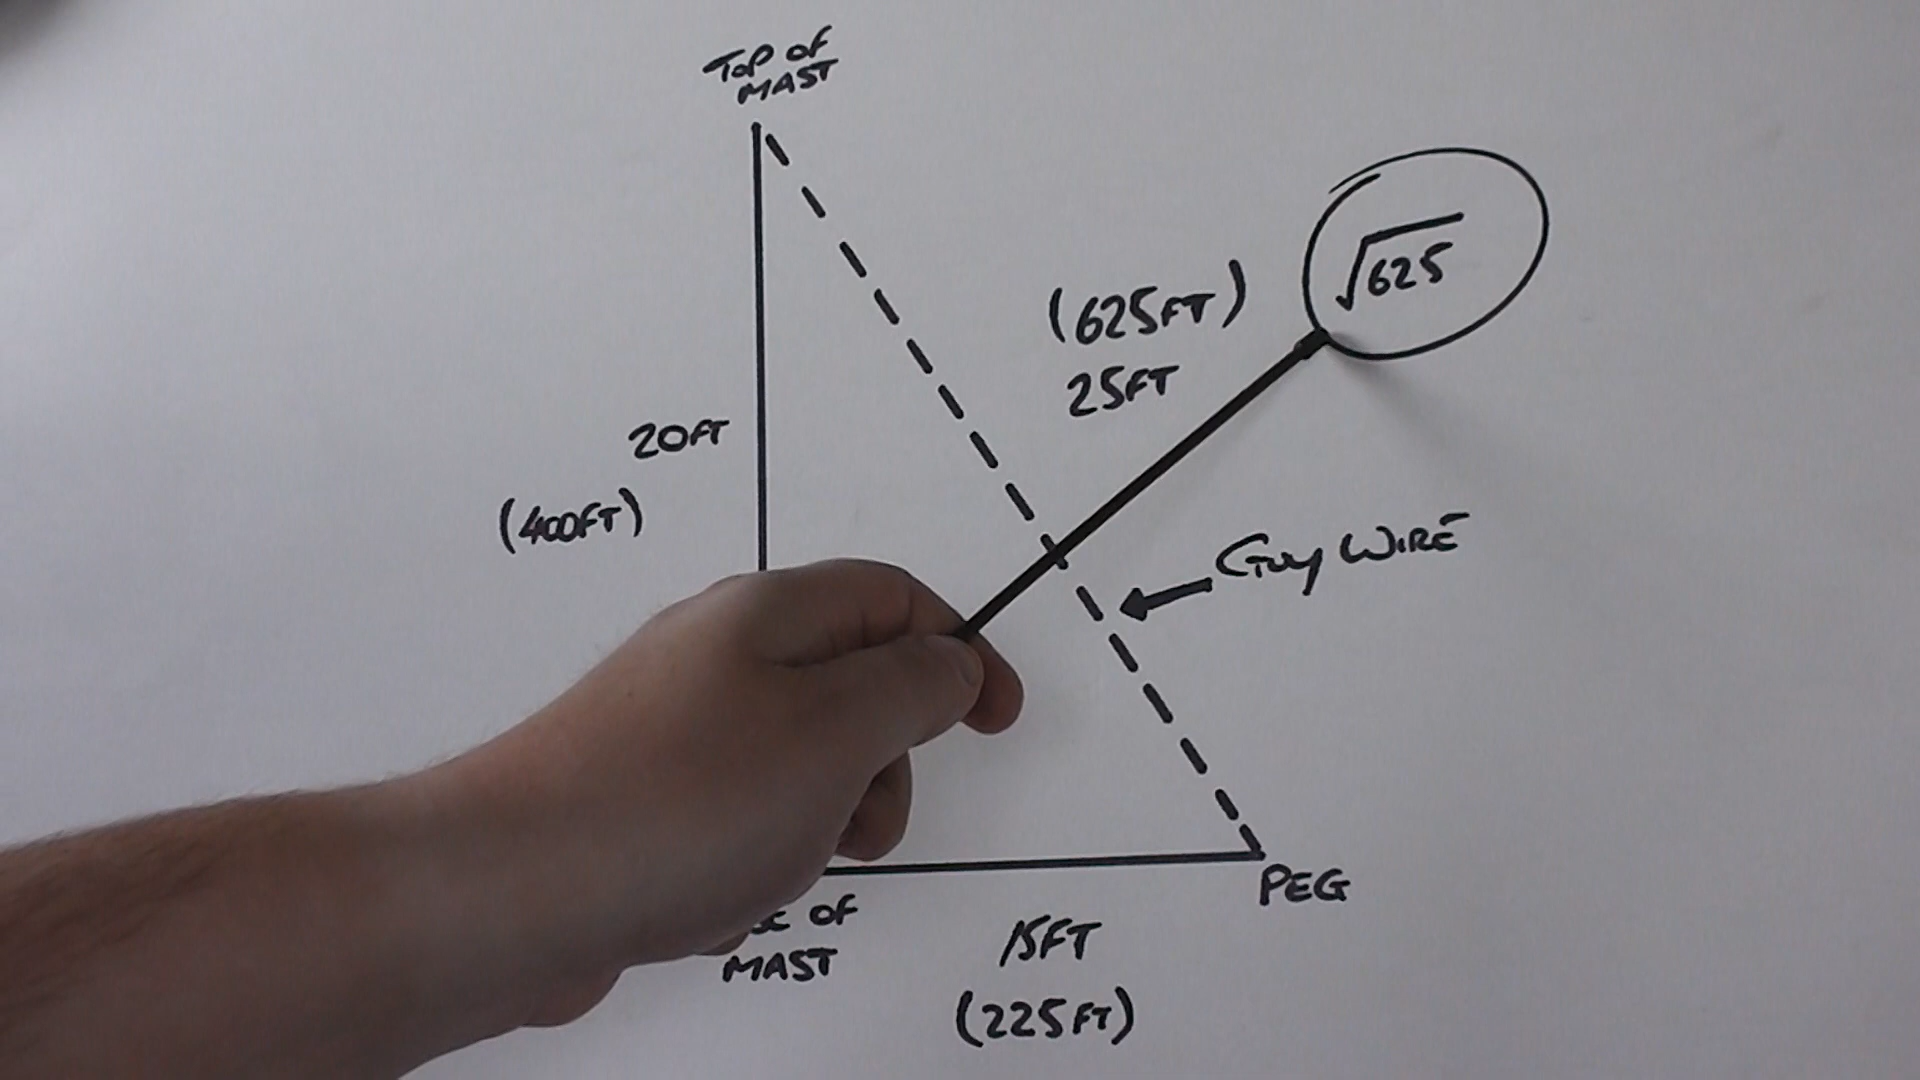 TOP OF
MAST
√625
(625FT)
25FT
20FT
(400FT)
GUY WIRE
PEG
OF
MAST
15FT
(225FT)